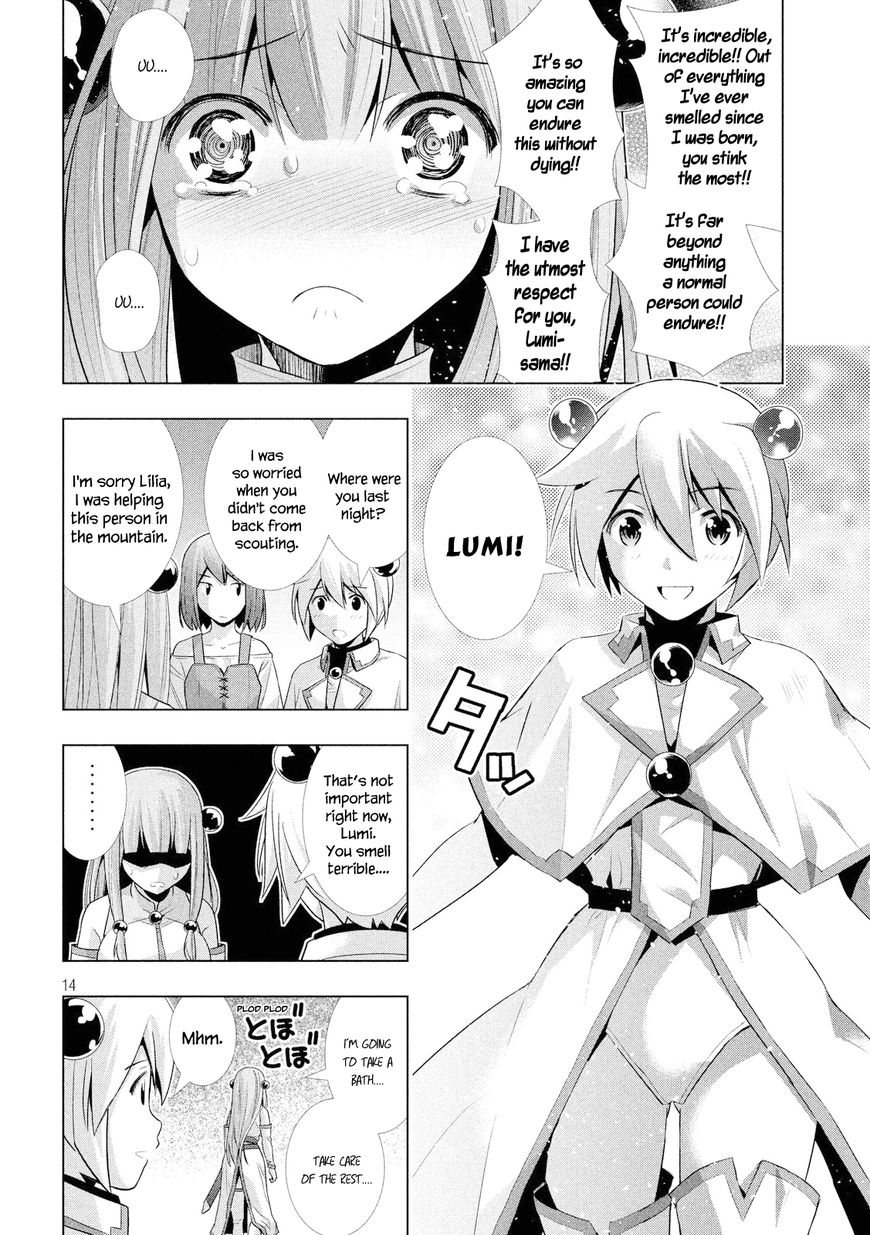 It's incredible,
incredible!! Out
of everything
I've ever
smelled since
I was born,
you stink
the most!!
It's far
beyond
anything
a normal
person could
endure!!
It's so
amazing
you can
endure
this without
dying!!
I have
the utmost
respect
for you,
Lumi-
sama!!
UU....
UU....
LUMI!
タッ
Where were
you last
night?
I was
so worried
when you
didn't come
back from
scouting.
I'm sorry Lilia,
I was helping
this person in
the mountain.
That's not
important
right now,
Lumi.
You smell
terrible....
........
14
I'M GOING
TO TAKE A
BATH....
TAKE CARE
OF THE REST....
PLOD PLOD
とぼ
とぼ
Mhm.